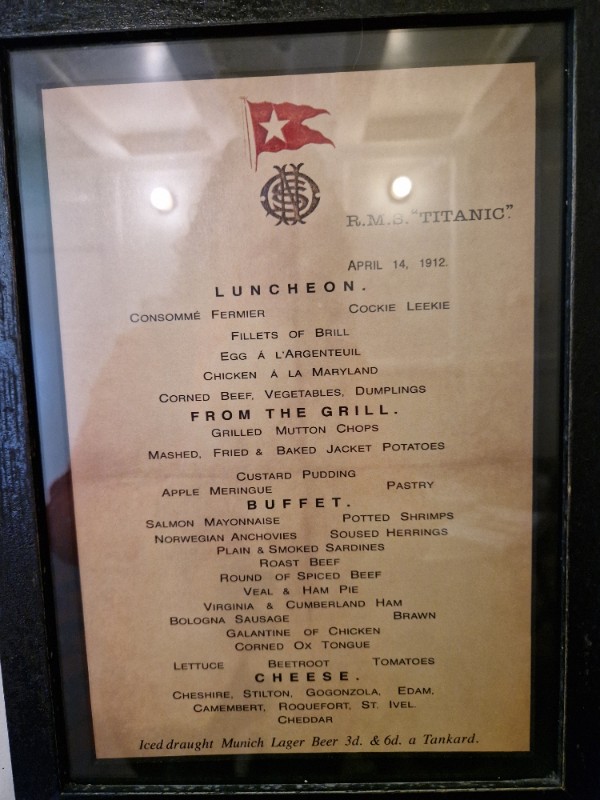 R.M.S. "TITANIC".
APRIL 14, 1912.
LUNCHEON.
CONSOMMÉ FERMIER COCKIE LEEKIE
FILLETS OF BRILL
EGG Á L'ARGENTEUIL
CHICKEN Á LA MARYLAND
CORNED BEEF, VEGETABLES, DUMPLINGS
FROM THE GRILL.
GRILLED MUTTON CHOPS
MASHED, FRIED & BAKED JACKET POTATOES
CUSTARD PUDDING
APPLE MERINGUE PASTRY
BUFFET.
SALMON MAYONNAISE POTTED SHRIMPS
NORWEGIAN ANCHOVIES SOUSED HERRINGS
PLAIN & SMOKED SARDINES
ROAST BEEF
ROUND OF SPICED BEEF
VEAL & HAM PIE
VIRGINIA & CUMBERLAND HAM
BOLOGNA SAUSAGE BRAWN
GALANTINE OF CHICKEN
CORNED OX TONGUE
LETTUCE BEETROOT TOMATOES
CHEESE.
CHESHIRE, STILTON, GOGONZOLA, EDAM,
CAMEMBERT, ROQUEFORT, ST. IVEL.
CHEDDAR
Iced draught Munich Lager Beer 3d. & 6d. a Tankard.